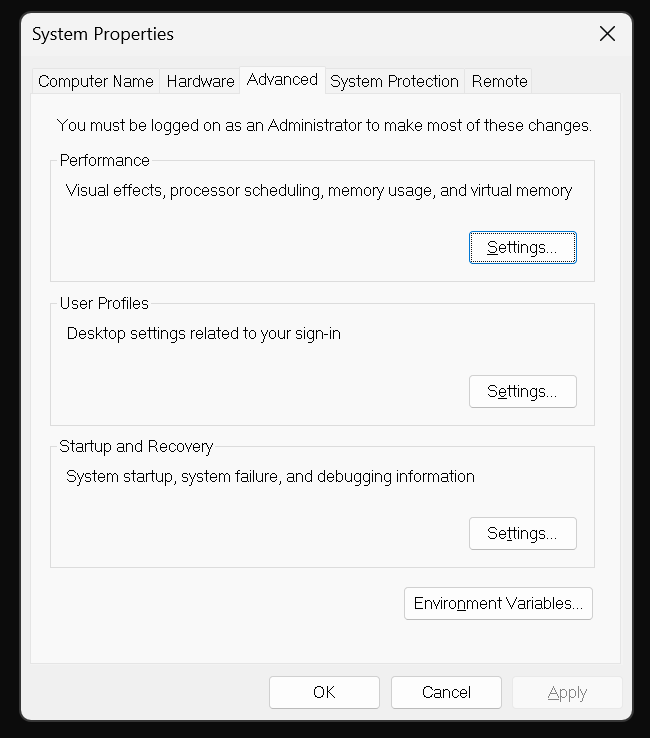 System Properties
Computer Name Hardware Advanced System Protection Remote
You must be logged on as an Administrator to make most of these changes.
Performance
Visual effects, processor scheduling, memory usage, and virtual memory
Settings...
User Profiles
Desktop settings related to your sign-in
Settings...
Startup and Recovery
System startup, system failure, and debugging information
Settings...
Environment Variables...
OK Cancel Apply